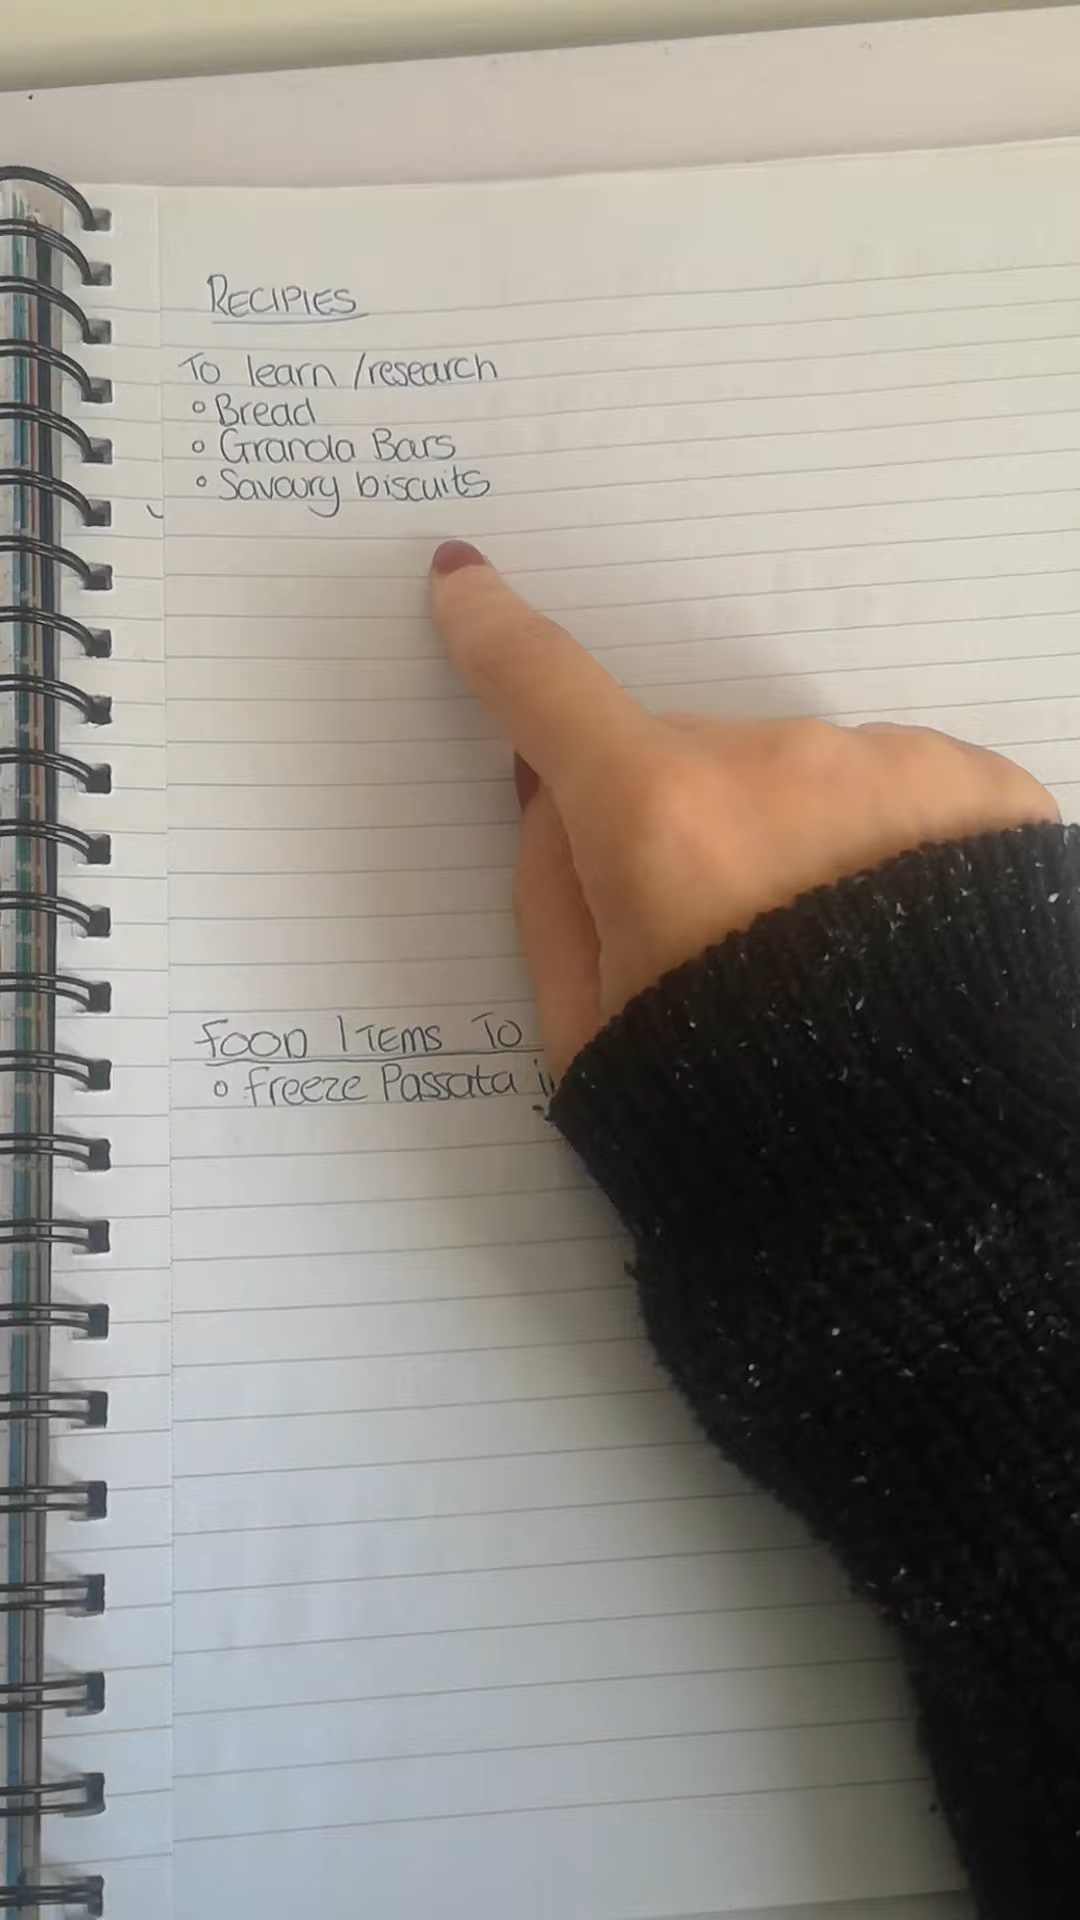 RECIPIES
To learn /research
Bread
Granola Bars
Savoury biscuits
FOOD ITEMS TO
Freeze Passata